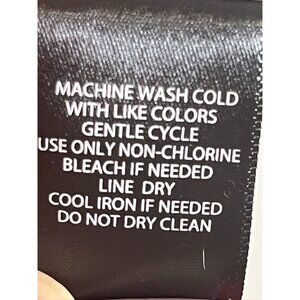 MACHINE WASH COLD
WITH LIKE COLORS
GENTLE CYCLE
USE ONLY NON-CHLORINE
BLEACH IF NEEDED
LINE DRY
COOL IRON IF NEEDED
DO NOT DRY CLEAN